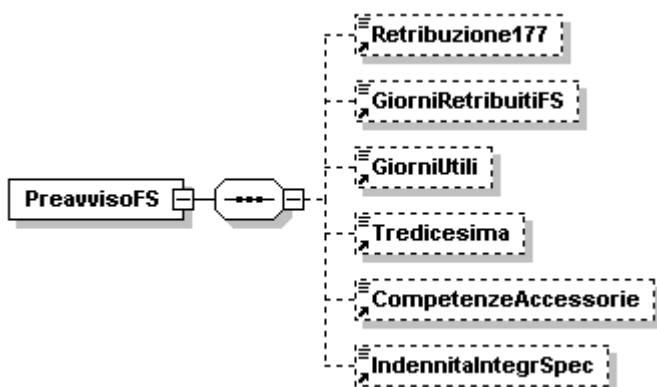 Retribuzione177
GiorniRetribuitiFS
GiorniUtili
PreavvisoFS
Tredicesima
CompetenzeAccessorie
IndennitaIntegrSpec